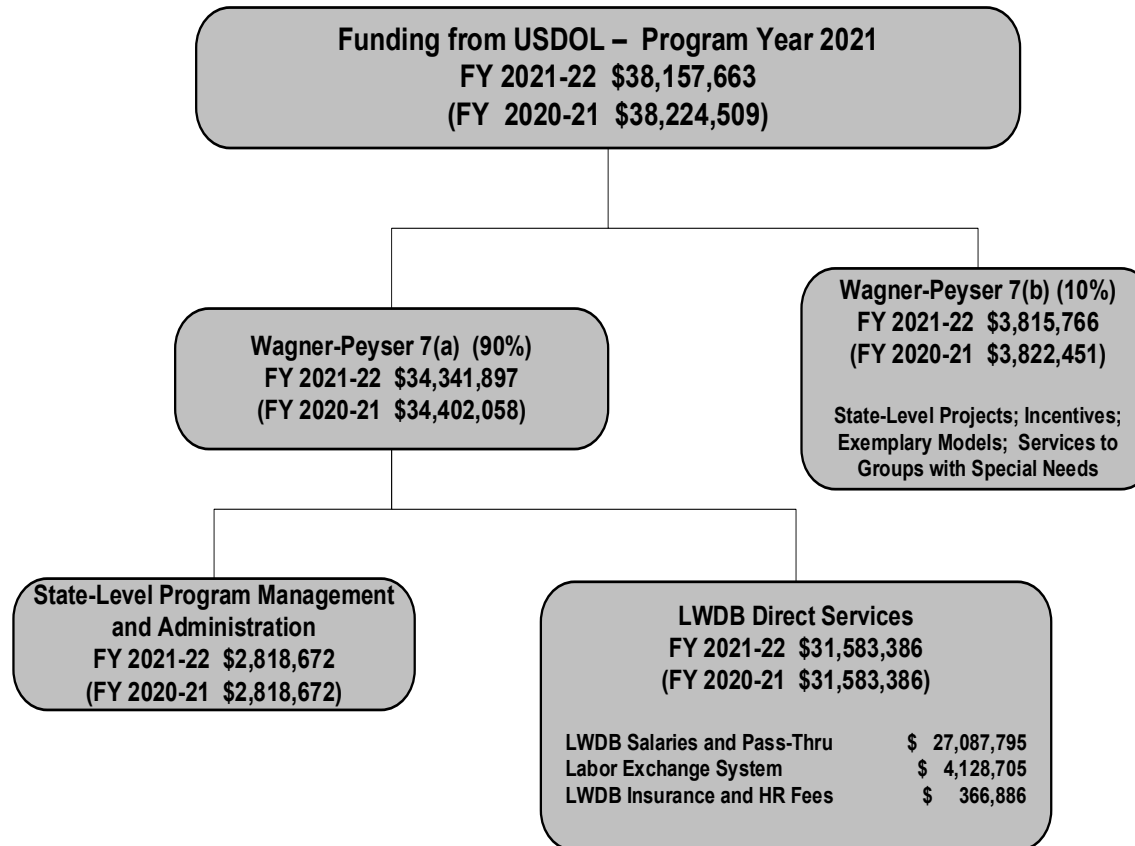 Funding from USDOL – Program Year 2021
FY 2021-22 $38,157,663
(FY 2020-21 $38,224,509)
Wagner-Peyser 7(a) (90%)
FY 2021-22 $34,341,897
(FY 2020-21 $34,402,058)
Wagner-Peyser 7(b) (10%)
FY 2021-22 $3,815,766
(FY 2020-21 $3,822,451)
State-Level Projects; Incentives;
Exemplary Models; Services to
Groups with Special Needs
State-Level Program Management
and Administration
FY 2021-22 $2,818,672
(FY 2020-21 $2,818,672)
LWDB Direct Services
FY 2021-22 $31,583,386
(FY 2020-21 $31,583,386)
LWDB Salaries and Pass-Thru $ 27,087,795
Labor Exchange System $ 4,128,705
LWDB Insurance and HR Fees $ 366,886